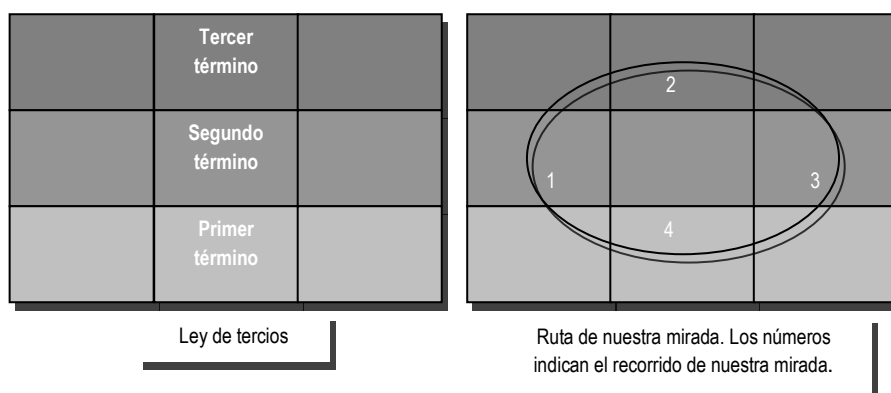 Tercer
término
Segundo
término
Primer
término
Ley de tercios
2
1
3
4
Ruta de nuestra mirada. Los números
indican el recorrido de nuestra mirada.